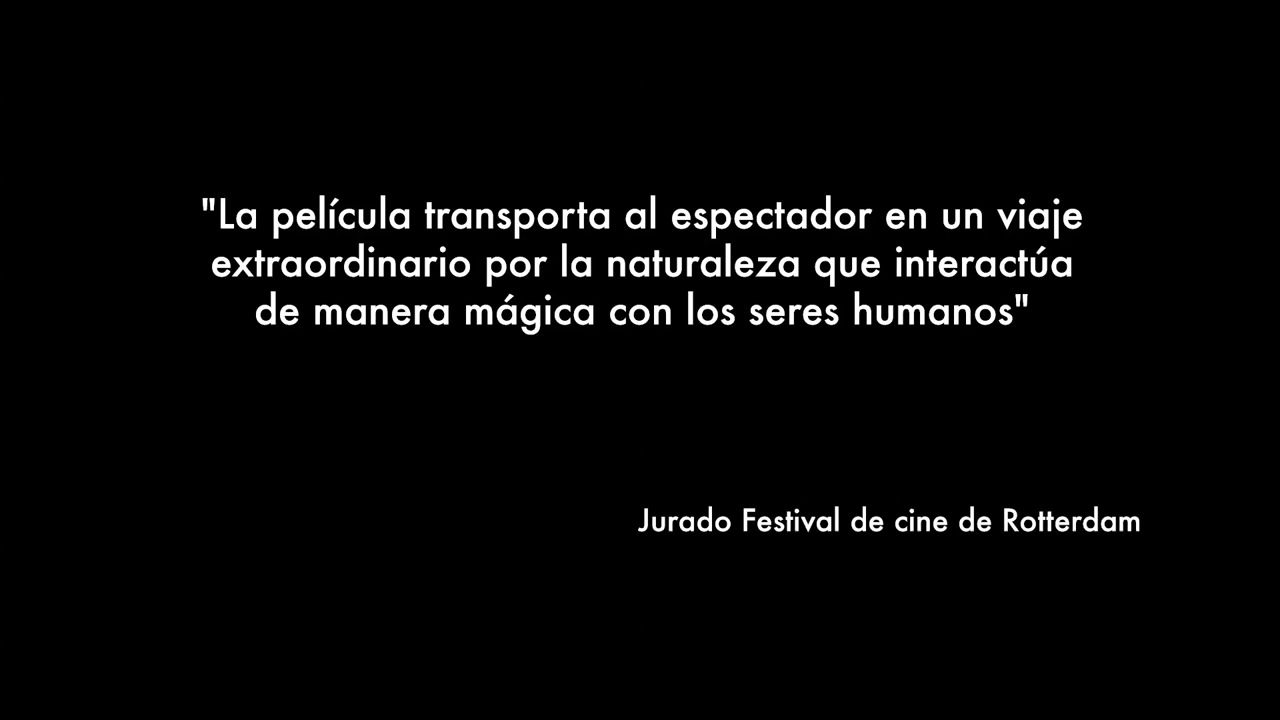 "La película transporta al espectador en un viaje
extraordinario por la naturaleza que interactúa
de manera mágica con los seres humanos"
Jurado Festival de cine de Rotterdam